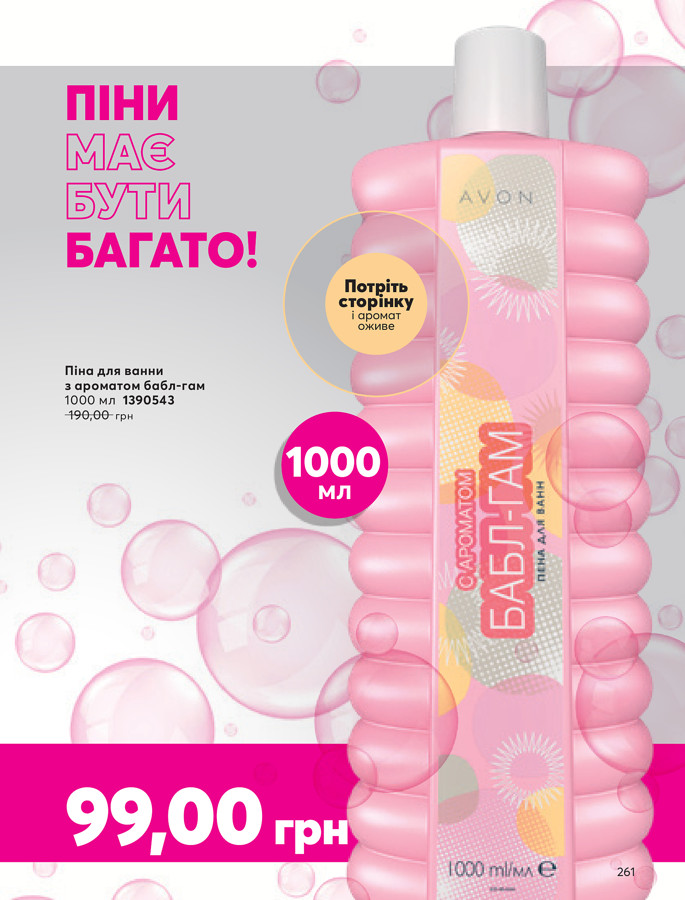 ПІНИ
МАЄ
БУТИ
БАГАТО!
Потріть
сторінку
і аромат
оживе
Піна для ванни
з ароматом бабл-гам
1000 мл 1390543
190,00 грн
1000
мл
AVON
С АРОМАТОМ
БАБЛ-ГАМ
ПЕНА ДЛЯ ВАНН
99,00 грн
1000 ml/мл e
261